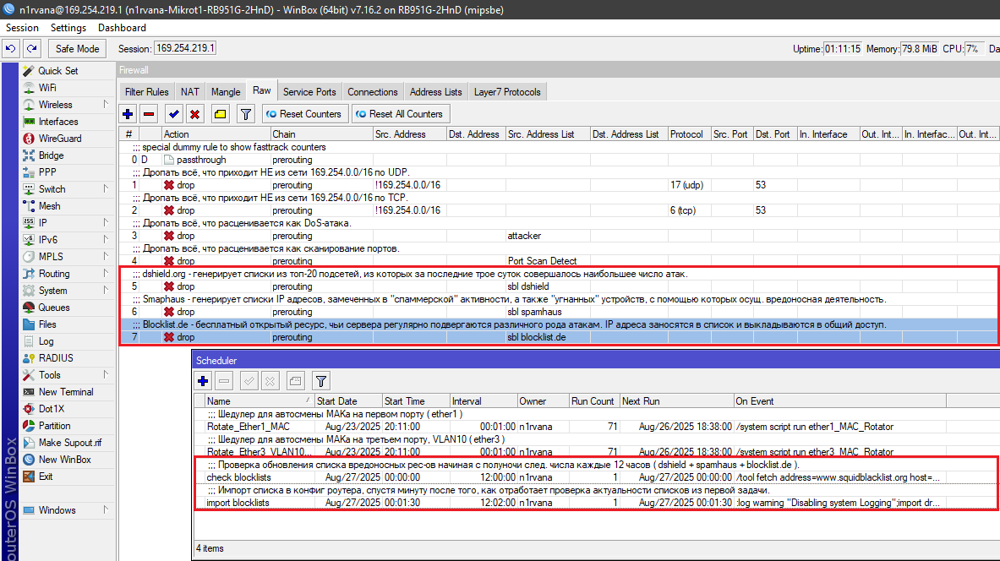 n1rvana@169.254.219.1 (n1rvana-Mikrot1-RB951G-2HnD) - WinBox (64bit) v7.16.2 on RB951G-2HnD (mipsbe)
Session Settings Dashboard
Safe Mode Session: 169.254.219.1 Uptime: 01:11:15 Memory: 79.8 MiB CPU: 7% Da
Quick Set
WiFi
Wireless
Interfaces
WireGuard
Bridge
PPP
Switch
Mesh
IP
IPv6
MPLS
Routing
System
Queues
Files
Log
RADIUS
Tools
New Terminal
Dot1X
Partition
Make Supout.rif
New WinBox
Exit
Windows
outerOS WinBox
Firewall
Filter Rules NAT Mangle Raw Service Ports Connections Address Lists Layer7 Protocols
Reset Counters Reset All Counters
# Action Chain Src. Address Dst. Address Src. Address List Dst. Address List Protocol Src. Port Dst. Port In. Interface Out. Int... In. Interfac... Out. Int...
;;; special dummy rule to show fasttrack counters
0 D passthrough prerouting
;;; Дропать всё, что приходит НЕ из сети 169.254.0.0/16 по UDP.
1 drop prerouting !169.254.0.0/16 17 (udp) 53
;;; Дропать всё, что приходит НЕ из сети 169.254.0.0/16 по TCP.
2 drop prerouting !169.254.0.0/16 6 (tcp) 53
;;; Дропать всё, что расценивается как DoS-атака.
3 drop prerouting attacker
;;; Дропать всё, что расценивается как сканирование портов.
4 drop prerouting Port Scan Detect
;;; dshield.org - генерирует списки из топ-20 подсетей, из которых за последние трое суток совершалось наибольшее число атак.
5 drop prerouting sbl dshield
;;; Smaphaus - генерирует списки IP адресов, замеченных в "спаммерской" активности, а также "угнанных" устройств, с помощью которых осущ. вредоносная деятельность.
6 drop prerouting sbl spamhaus
;;; Blocklist.de - бесплатный открытый ресурс, чьи сервера регулярно подвергаются различного рода атакам. IP адреса заносятся в список и выкладываются в общий доступ.
7 drop prerouting sbl blocklist.de
Scheduler
Name Start Date Start Time Interval Owner Run Count Next Run On Event
;;; Шедулер для автосмены MAKа на первом порту ( ether1 )
Rotate_Ether1_MAC Aug/23/2025 20:11:00 00:01:00 n1rvana 71 Aug/26/2025 18:38:00 /system script run ether1_MAC_Rotator
;;; Шедулер для автосмены MAKа на третьем порту, VLAN10 ( ether3 )
Rotate_Ether3_VLAN10... Aug/23/2025 20:11:00 00:01:00 n1rvana 71 Aug/26/2025 18:38:00 /system script run ether3_MAC_Rotator
;;; Проверка обновления списка вредоносных рес-ов начиная с полуночи след. числа каждые 12 часов ( dshield + spamhaus + blocklist.de ).
check blocklists Aug/27/2025 00:00:00 12:00:00 n1rvana 1 Aug/27/2025 00:00:00 /tool fetch address=www.squidblacklist.org host=...
;;; Импорт списка в конфиг роутера, спустя минуту после того, как отработает проверка актуальности списков из первой задачи.
import blocklists Aug/27/2025 00:01:30 12:02:00 n1rvana 1 Aug/27/2025 00:01:30 :log warning "Disabling system Logging";import dr...
4 items